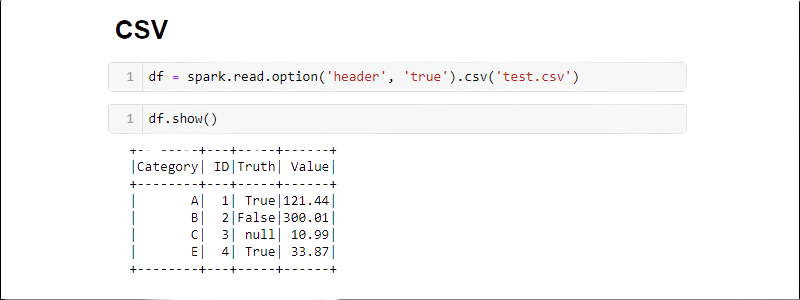 CSV
1 df = spark.read.option('header', 'true').csv('test.csv')
1 df.show()
+--------+---+-----+------+
|Category| ID|Truth| Value|
+--------+---+-----+------+
|       A|  1| True|121.44|
|       B|  2|False|300.01|
|       C|  3| null| 10.99|
|       E|  4| True| 33.87|
+--------+---+-----+------+